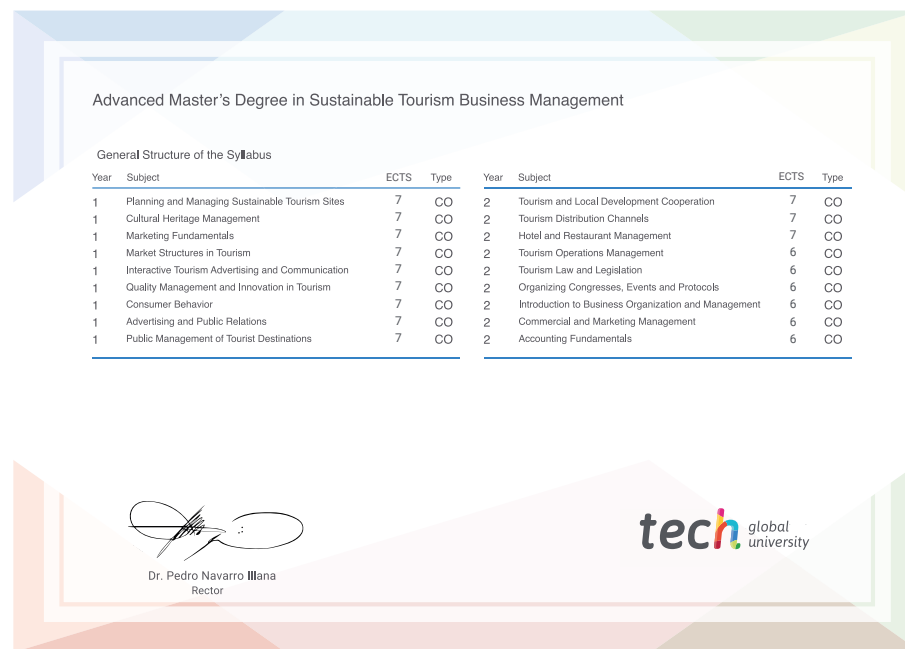 Advanced Master's Degree in Sustainable Tourism Business Management
General Structure of the Syllabus
Year Subject ECTS Type
1 Planning and Managing Sustainable Tourism Sites 7 CO
1 Cultural Heritage Management 7 CO
1 Marketing Fundamentals 7 CO
1 Market Structures in Tourism 7 CO
1 Interactive Tourism Advertising and Communication 7 CO
1 Quality Management and Innovation in Tourism 7 CO
1 Consumer Behavior 7 CO
1 Advertising and Public Relations 7 CO
1 Public Management of Tourist Destinations 7 CO
Year Subject ECTS Type
2 Tourism and Local Development Cooperation 7 CO
2 Tourism Distribution Channels 7 CO
2 Hotel and Restaurant Management 7 CO
2 Tourism Operations Management 6 CO
2 Tourism Law and Legislation 6 CO
2 Organizing Congresses, Events and Protocols 6 CO
2 Introduction to Business Organization and Management 6 CO
2 Commercial and Marketing Management 6 CO
2 Accounting Fundamentals 6 CO
Dr. Pedro Navarro Illana
Rector
tech global
university